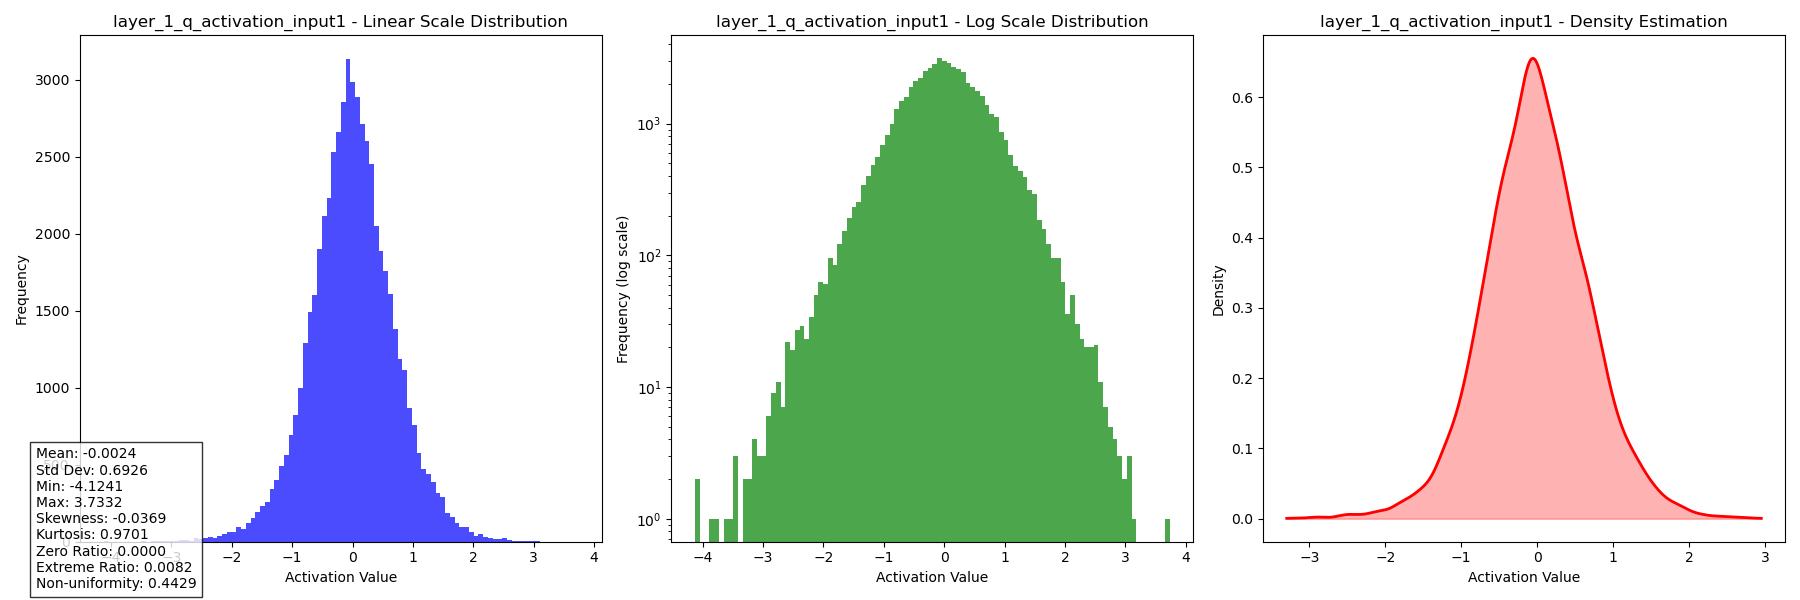 layer_1_q_activation_input1 - Linear Scale Distribution
3000
2500
2000
1500
1000
Frequency
−2
−1
0
1
2
3
4
Activation Value
Mean: -0.0024
Std Dev: 0.6926
Min: -4.1241
Max: 3.7332
Skewness: -0.0369
Kurtosis: 0.9701
Zero Ratio: 0.0000
Extreme Ratio: 0.0082
Non-uniformity: 0.4429
layer_1_q_activation_input1 - Log Scale Distribution
10³
10²
10¹
10⁰
Frequency (log scale)
−4
−3
−2
−1
0
1
2
3
4
Activation Value
layer_1_q_activation_input1 - Density Estimation
0.6
0.5
0.4
0.3
0.2
0.1
0.0
Density
−3
−2
−1
0
1
2
3
Activation Value